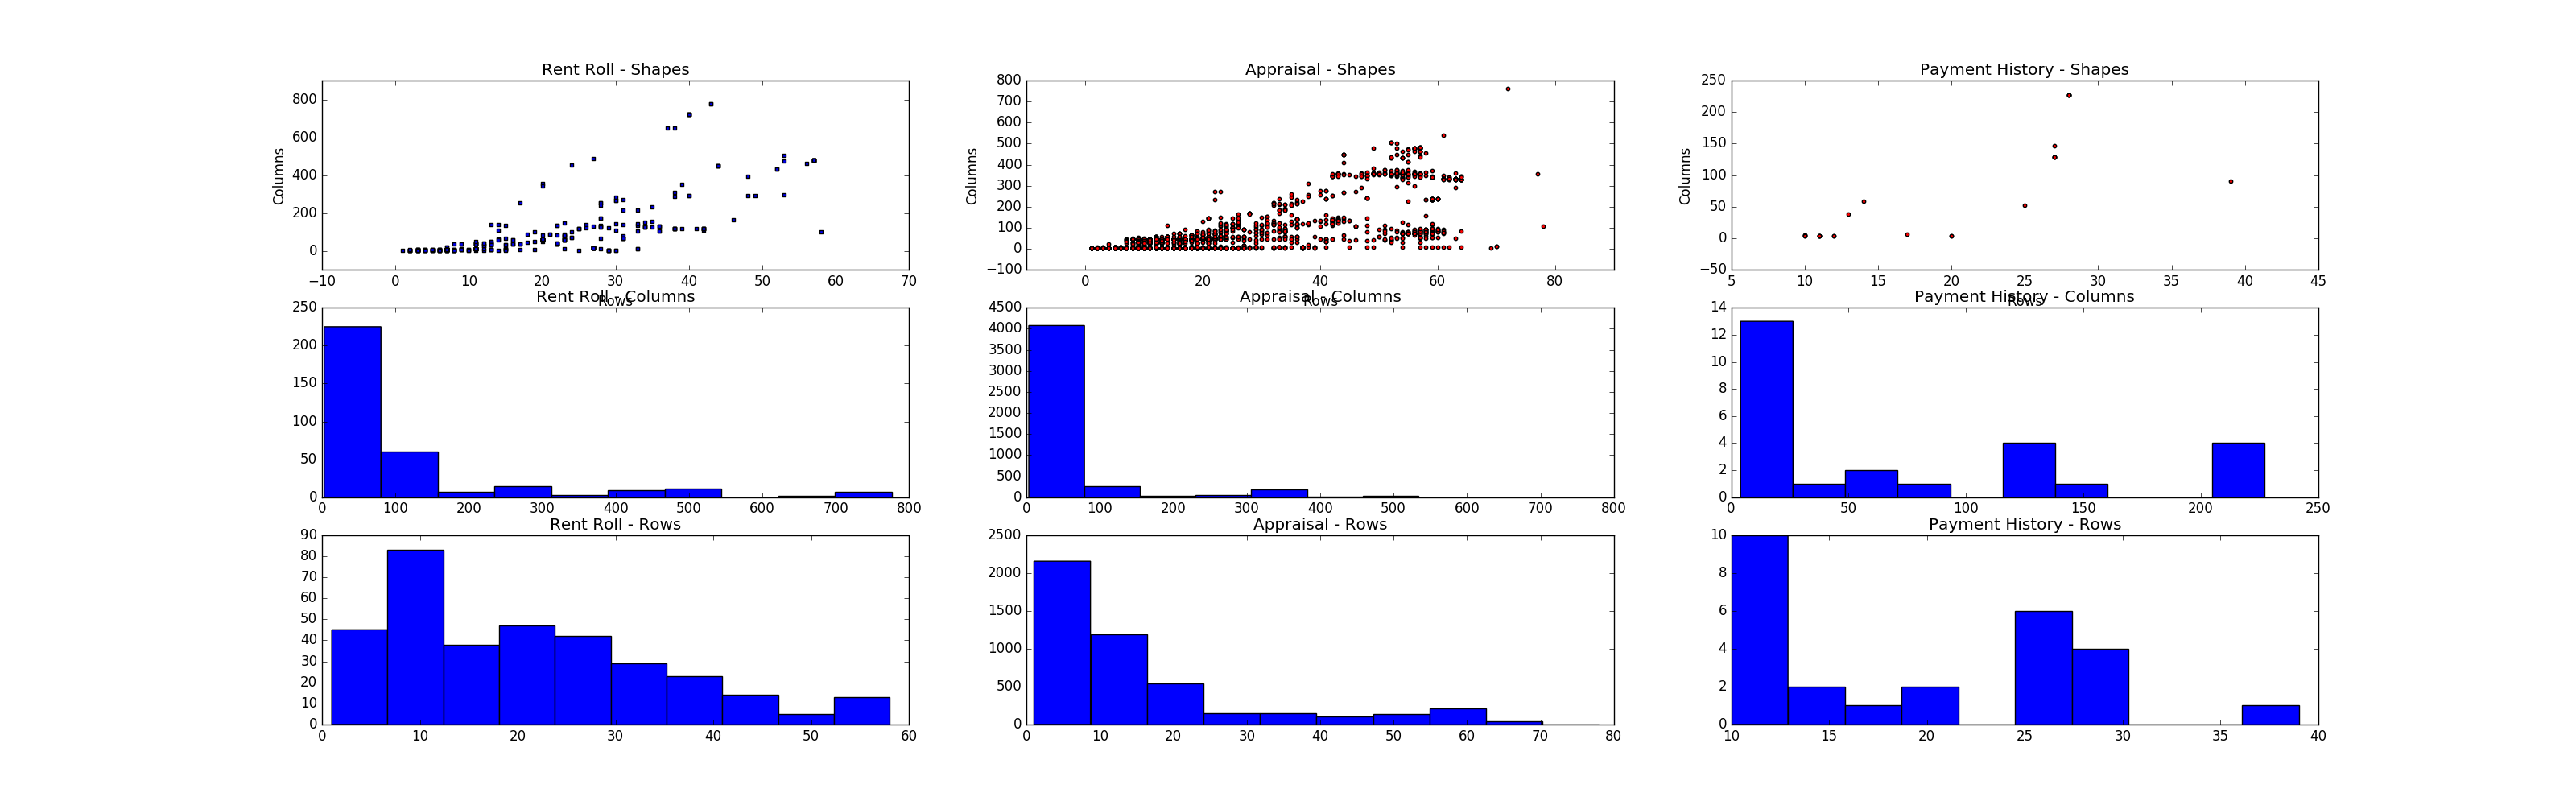 Rent Roll - Shapes
Columns
800
600
400
200
0
−10 0 10 20 30 40 50 60 70
Rows
Appraisal - Shapes
Columns
800
700
600
500
400
300
200
100
0
−100
0 20 40 60 80
Rows
Payment History - Shapes
Columns
250
200
150
100
50
0
−50
5 10 15 20 25 30 35 40 45
Rows
Rent Roll - Columns
250
200
150
100
50
0
0 100 200 300 400 500 600 700 800
Appraisal - Columns
4500
4000
3500
3000
2500
2000
1500
1000
500
0
0 100 200 300 400 500 600 700 800
Payment History - Columns
14
12
10
8
6
4
2
0
0 50 100 150 200 250
Rent Roll - Rows
90
80
70
60
50
40
30
20
10
0
0 10 20 30 40 50 60
Appraisal - Rows
2500
2000
1500
1000
500
0
0 10 20 30 40 50 60 70 80
Payment History - Rows
10
8
6
4
2
0
10 15 20 25 30 35 40